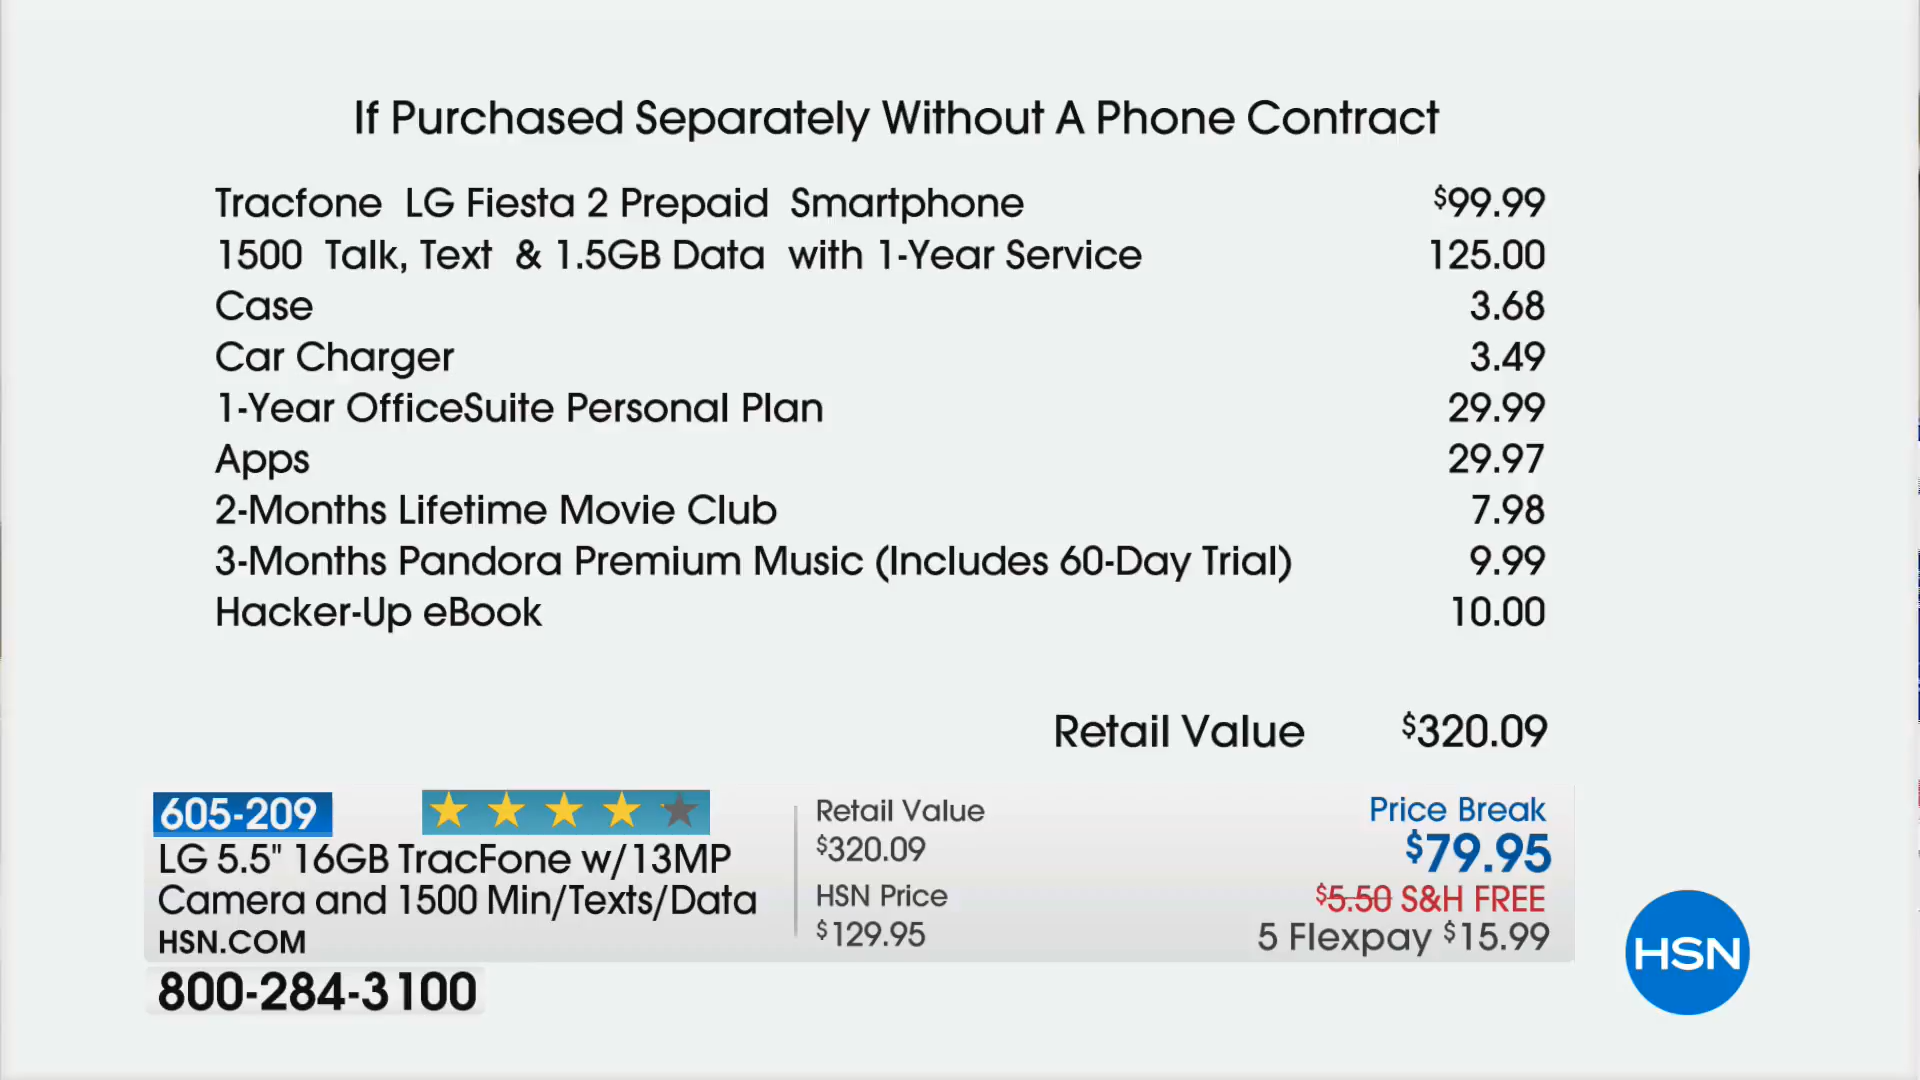 If Purchased Separately Without A Phone Contract
Tracfone LG Fiesta 2 Prepaid Smartphone $99.99
1500 Talk, Text & 1.5GB Data with 1-Year Service 125.00
Case 3.68
Car Charger 3.49
1-Year OfficeSuite Personal Plan 29.99
Apps 29.97
2-Months Lifetime Movie Club 7.98
3-Months Pandora Premium Music (Includes 60-Day Trial) 9.99
Hacker-Up eBook 10.00
Retail Value $320.09
605-209
LG 5.5" 16GB TracFone w/13MP
Camera and 1500 Min/Texts/Data
HSN.COM
800-284-3100
Retail Value
$320.09
HSN Price
$129.95
Price Break
$79.95
$5.50 S&H FREE
5 Flexpay $15.99
HSN